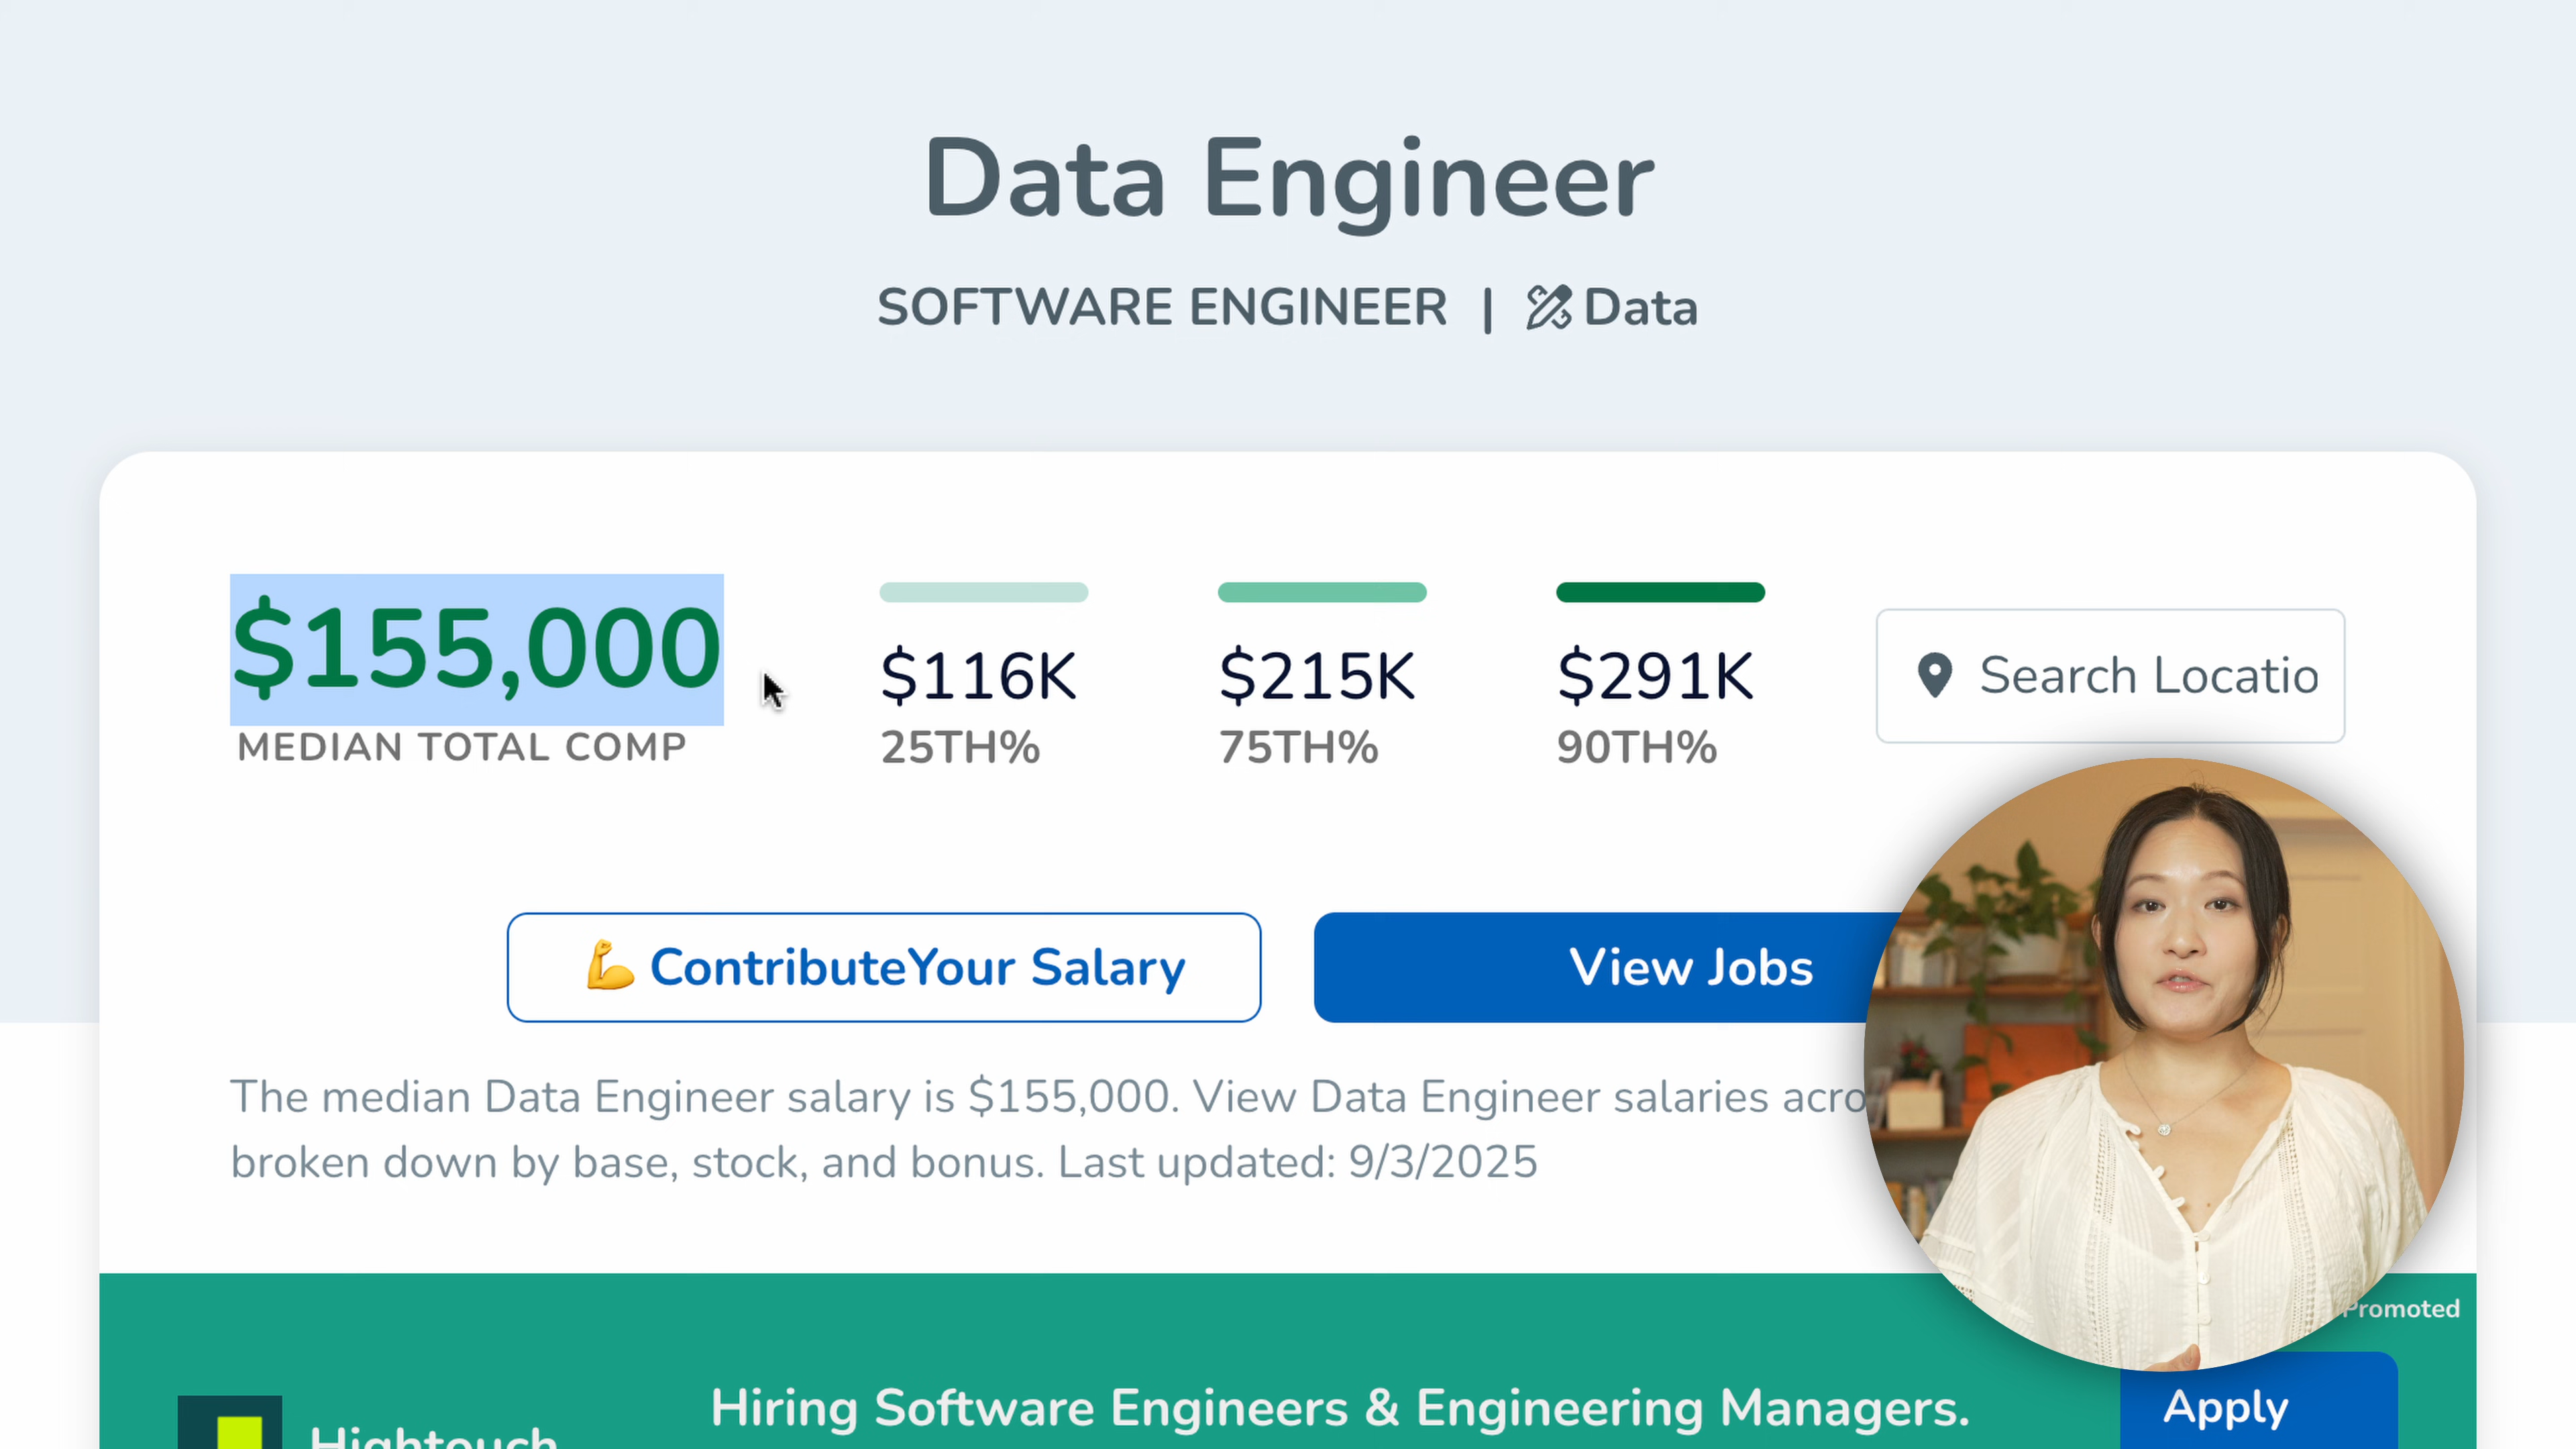 Data Engineer
SOFTWARE ENGINEER | Data
$155,000
MEDIAN TOTAL COMP
$116K
25TH%
$215K
75TH%
$291K
90TH%
Search Locatio
💪 ContributeYour Salary
View Jobs
The median Data Engineer salary is $155,000. View Data Engineer salaries acro
broken down by base, stock, and bonus. Last updated: 9/3/2025
Promoted
Hightouch
Hiring Software Engineers & Engineering Managers.
Apply